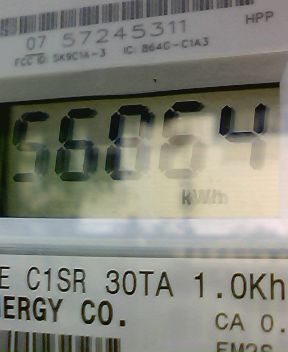 HPP
07 57245311
FCC ID: SK9C1A-3 IC: 864G-C1A3
56064
kWh
E C1SR 30TA 1.0Kh
ERGY CO.
CA 0.